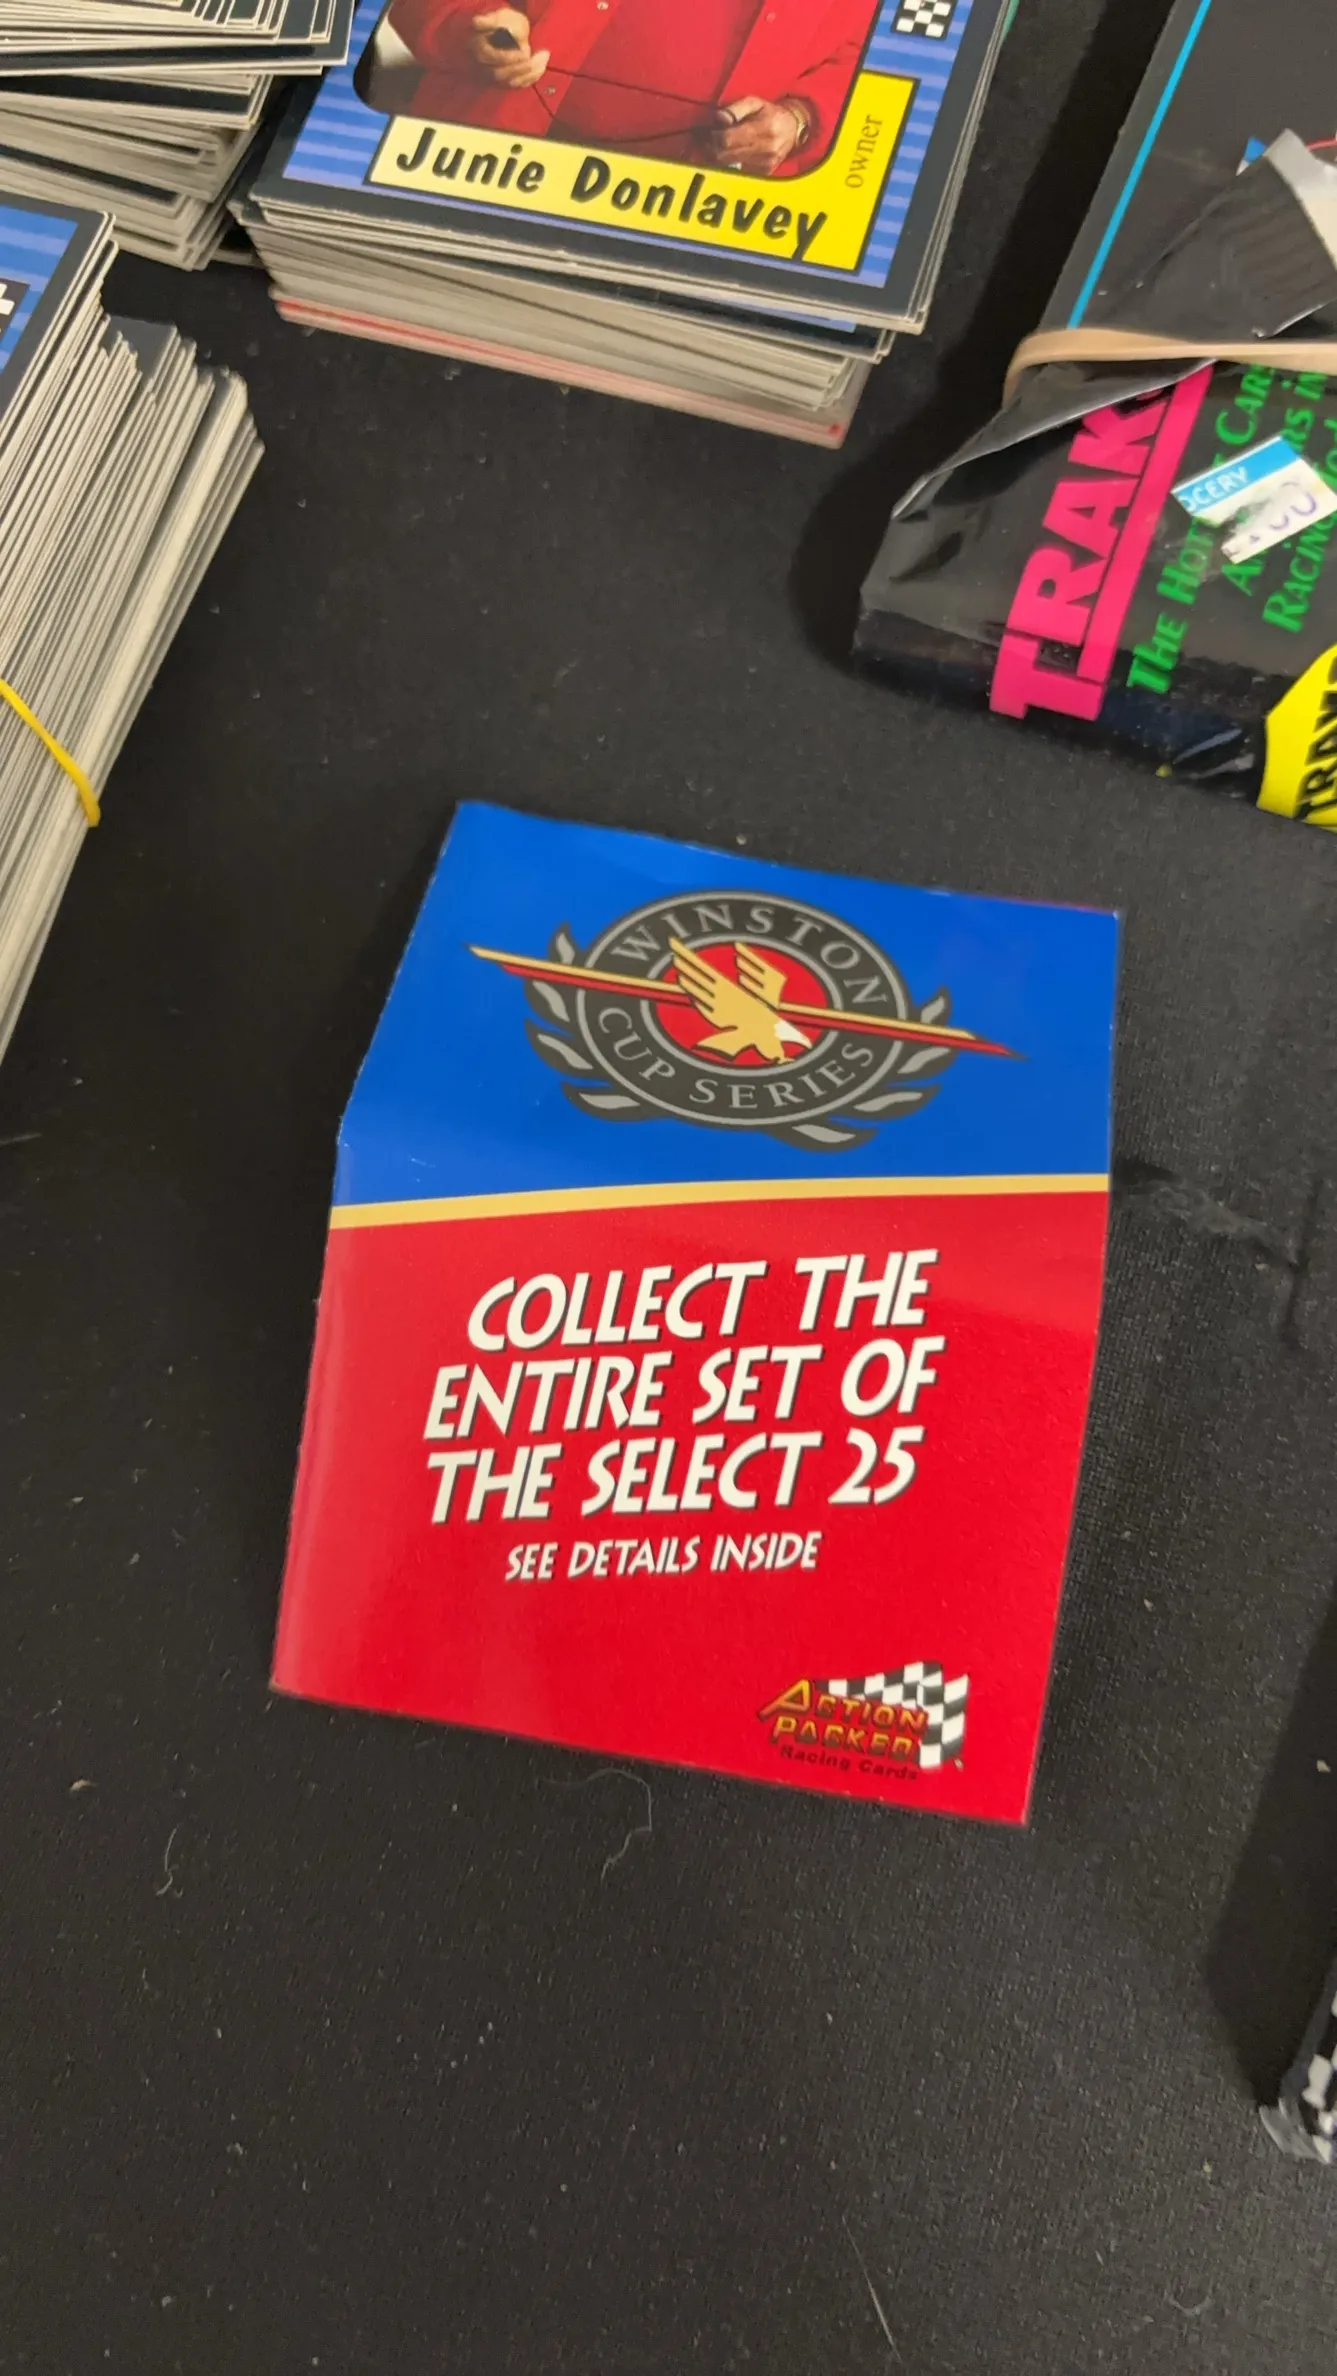 Junie Donlavey
owner
TRAKS
GROCERY
WINSTON
CUP SERIES
COLLECT THE
ENTIRE SET OF
THE SELECT 25
SEE DETAILS INSIDE
ACTION
PACKED
Racing Cards